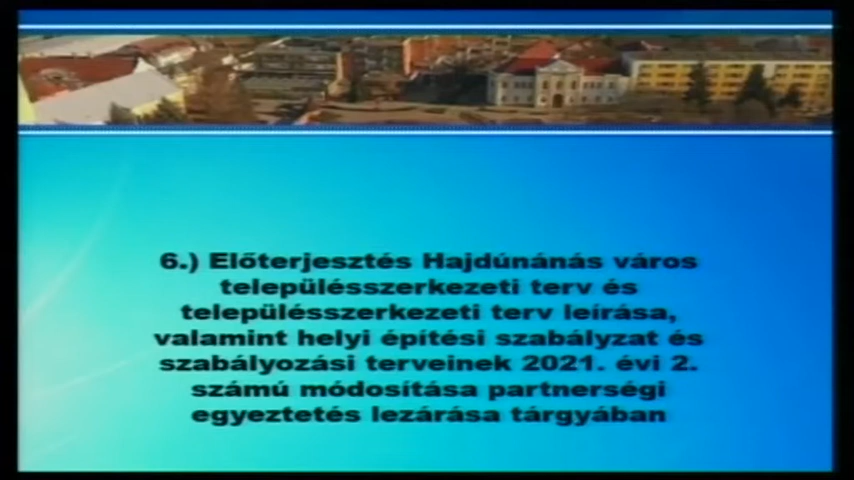 6.) Előterjesztés Hajdúnánás város
településszerkezeti terv és
településszerkezeti terv leírása,
valamint helyi építési szabályzat és
szabályozási terveinek 2021. évi 2.
számú módosítása partnerségi
egyeztetés lezárása tárgyában